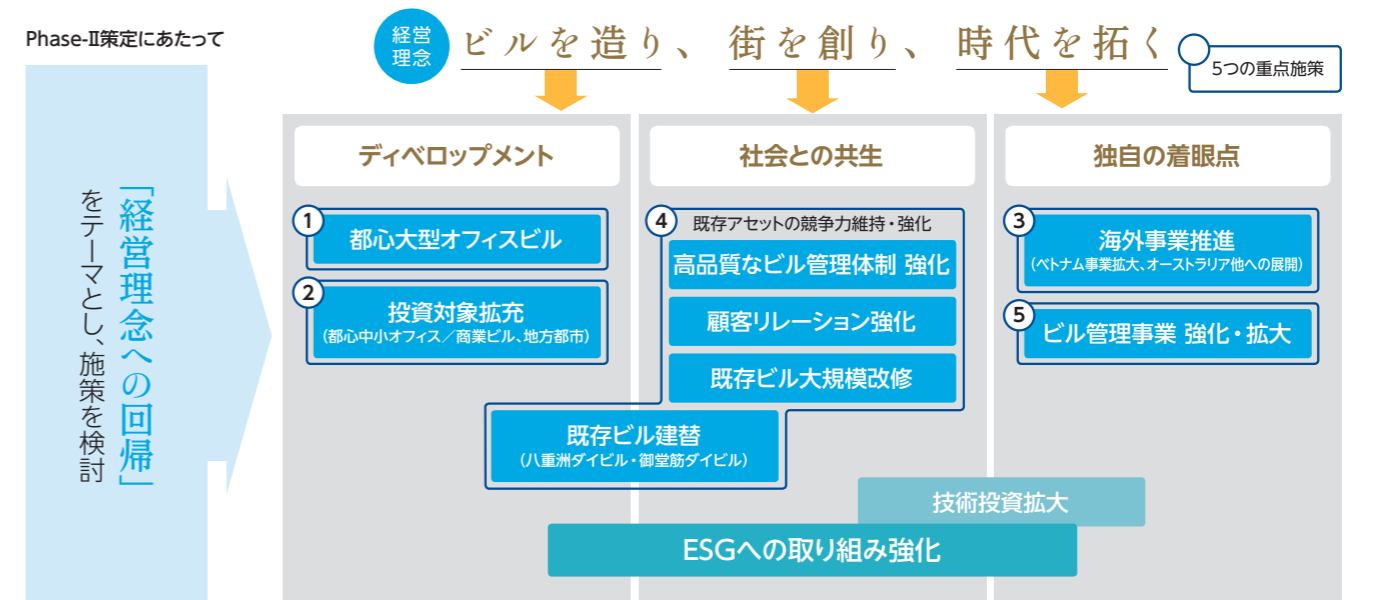 Phase-Ⅱ策定にあたって
経営
理念
ビルを造り、街を創り、時代を拓く
5つの重点施策
「経営理念への回帰」
をテーマとし、施策を検討
ディベロップメント
1
都心大型オフィスビル
2
投資対象拡充
(都心中小オフィス／商業ビル、地方都市)
社会との共生
4
既存アセットの競争力維持・強化
高品質なビル管理体制 強化
顧客リレーション強化
既存ビル大規模改修
既存ビル建替
(八重洲ダイビル・御堂筋ダイビル)
独自の着眼点
3
海外事業推進
(ベトナム事業拡大、オーストラリア他への展開)
5
ビル管理事業 強化・拡大
技術投資拡大
ESGへの取り組み強化